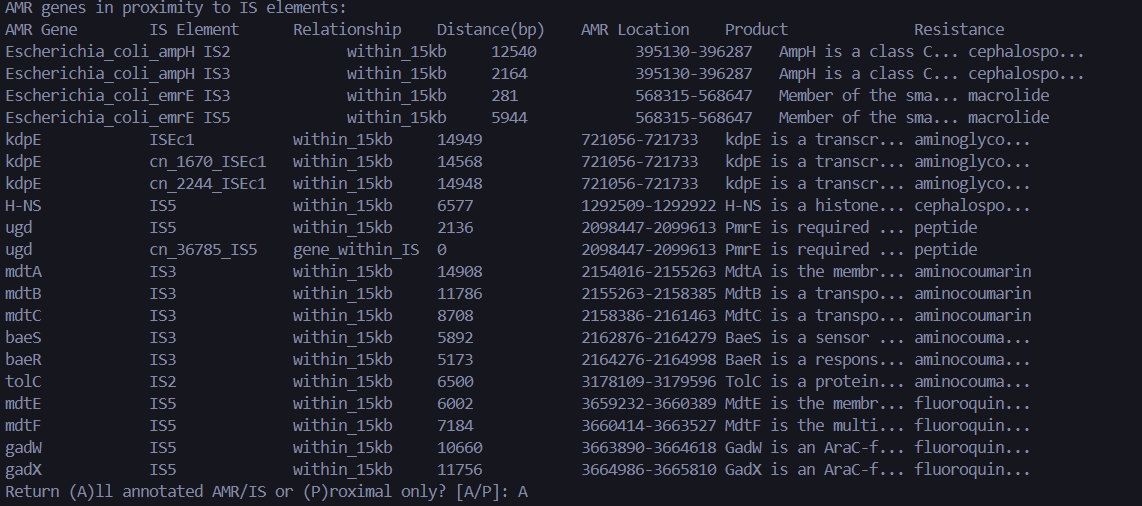 AMR genes in proximity to IS elements:
AMR Gene IS Element Relationship Distance(bp) AMR Location Product Resistance
Escherichia_coli_ampH IS2 within_15kb 12540 395130-396287 AmpH is a class C... cephalospo...
Escherichia_coli_ampH IS3 within_15kb 2164 395130-396287 AmpH is a class C... cephalospo...
Escherichia_coli_emrE IS3 within_15kb 281 568315-568647 Member of the sma... macrolide
Escherichia_coli_emrE IS5 within_15kb 5944 568315-568647 Member of the sma... macrolide
kdpE ISEc1 within_15kb 14949 721056-721733 kdpE is a transcr... aminoglyco...
kdpE cn_1670_ISEc1 within_15kb 14568 721056-721733 kdpE is a transcr... aminoglyco...
kdpE cn_2244_ISEc1 within_15kb 14948 721056-721733 kdpE is a transcr... aminoglyco...
H-NS IS5 within_15kb 6577 1292509-1292922 H-NS is a histone... cephalospo...
ugd IS5 within_15kb 2136 2098447-2099613 PmrE is required ... peptide
ugd cn_36785_IS5 gene_within_IS 0 2098447-2099613 PmrE is required ... peptide
mdtA IS3 within_15kb 14908 2154016-2155263 MdtA is the membr... aminocoumarin
mdtB IS3 within_15kb 11786 2155263-2158385 MdtB is a transpo... aminocoumarin
mdtC IS3 within_15kb 8708 2158386-2161463 MdtC is a transpo... aminocoumarin
baeS IS3 within_15kb 5892 2162876-2164279 BaeS is a sensor ... aminocouma...
baeR IS3 within_15kb 5173 2164276-2164998 BaeR is a respons... aminocouma...
tolC IS2 within_15kb 6500 3178109-3179596 TolC is a protein... aminocouma...
mdtE IS5 within_15kb 6002 3659232-3660389 MdtE is the membr... fluoroquin...
mdtF IS5 within_15kb 7184 3660414-3663527 MdtF is the multi... fluoroquin...
gadW IS5 within_15kb 10660 3663890-3664618 GadW is an AraC-f... fluoroquin...
gadX IS5 within_15kb 11756 3664986-3665810 GadX is an AraC-f... fluoroquin...
Return (A)ll annotated AMR/IS or (P)roximal only? [A/P]: A